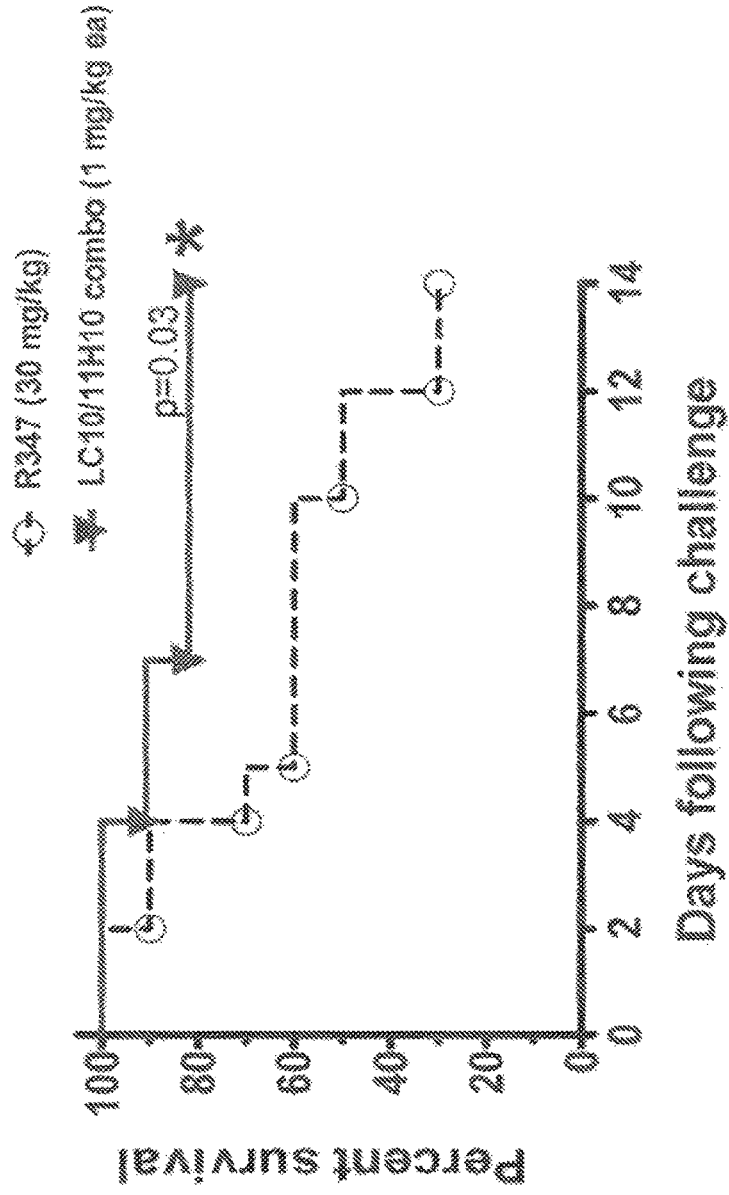 R347 (30 mg/kg)
LC10/11H10 combo (1 mg/kg ea)
Percent survival
100
80
60
40
20
0
p=0.03
*
0 2 4 6 8 10 12 14
Days following challenge